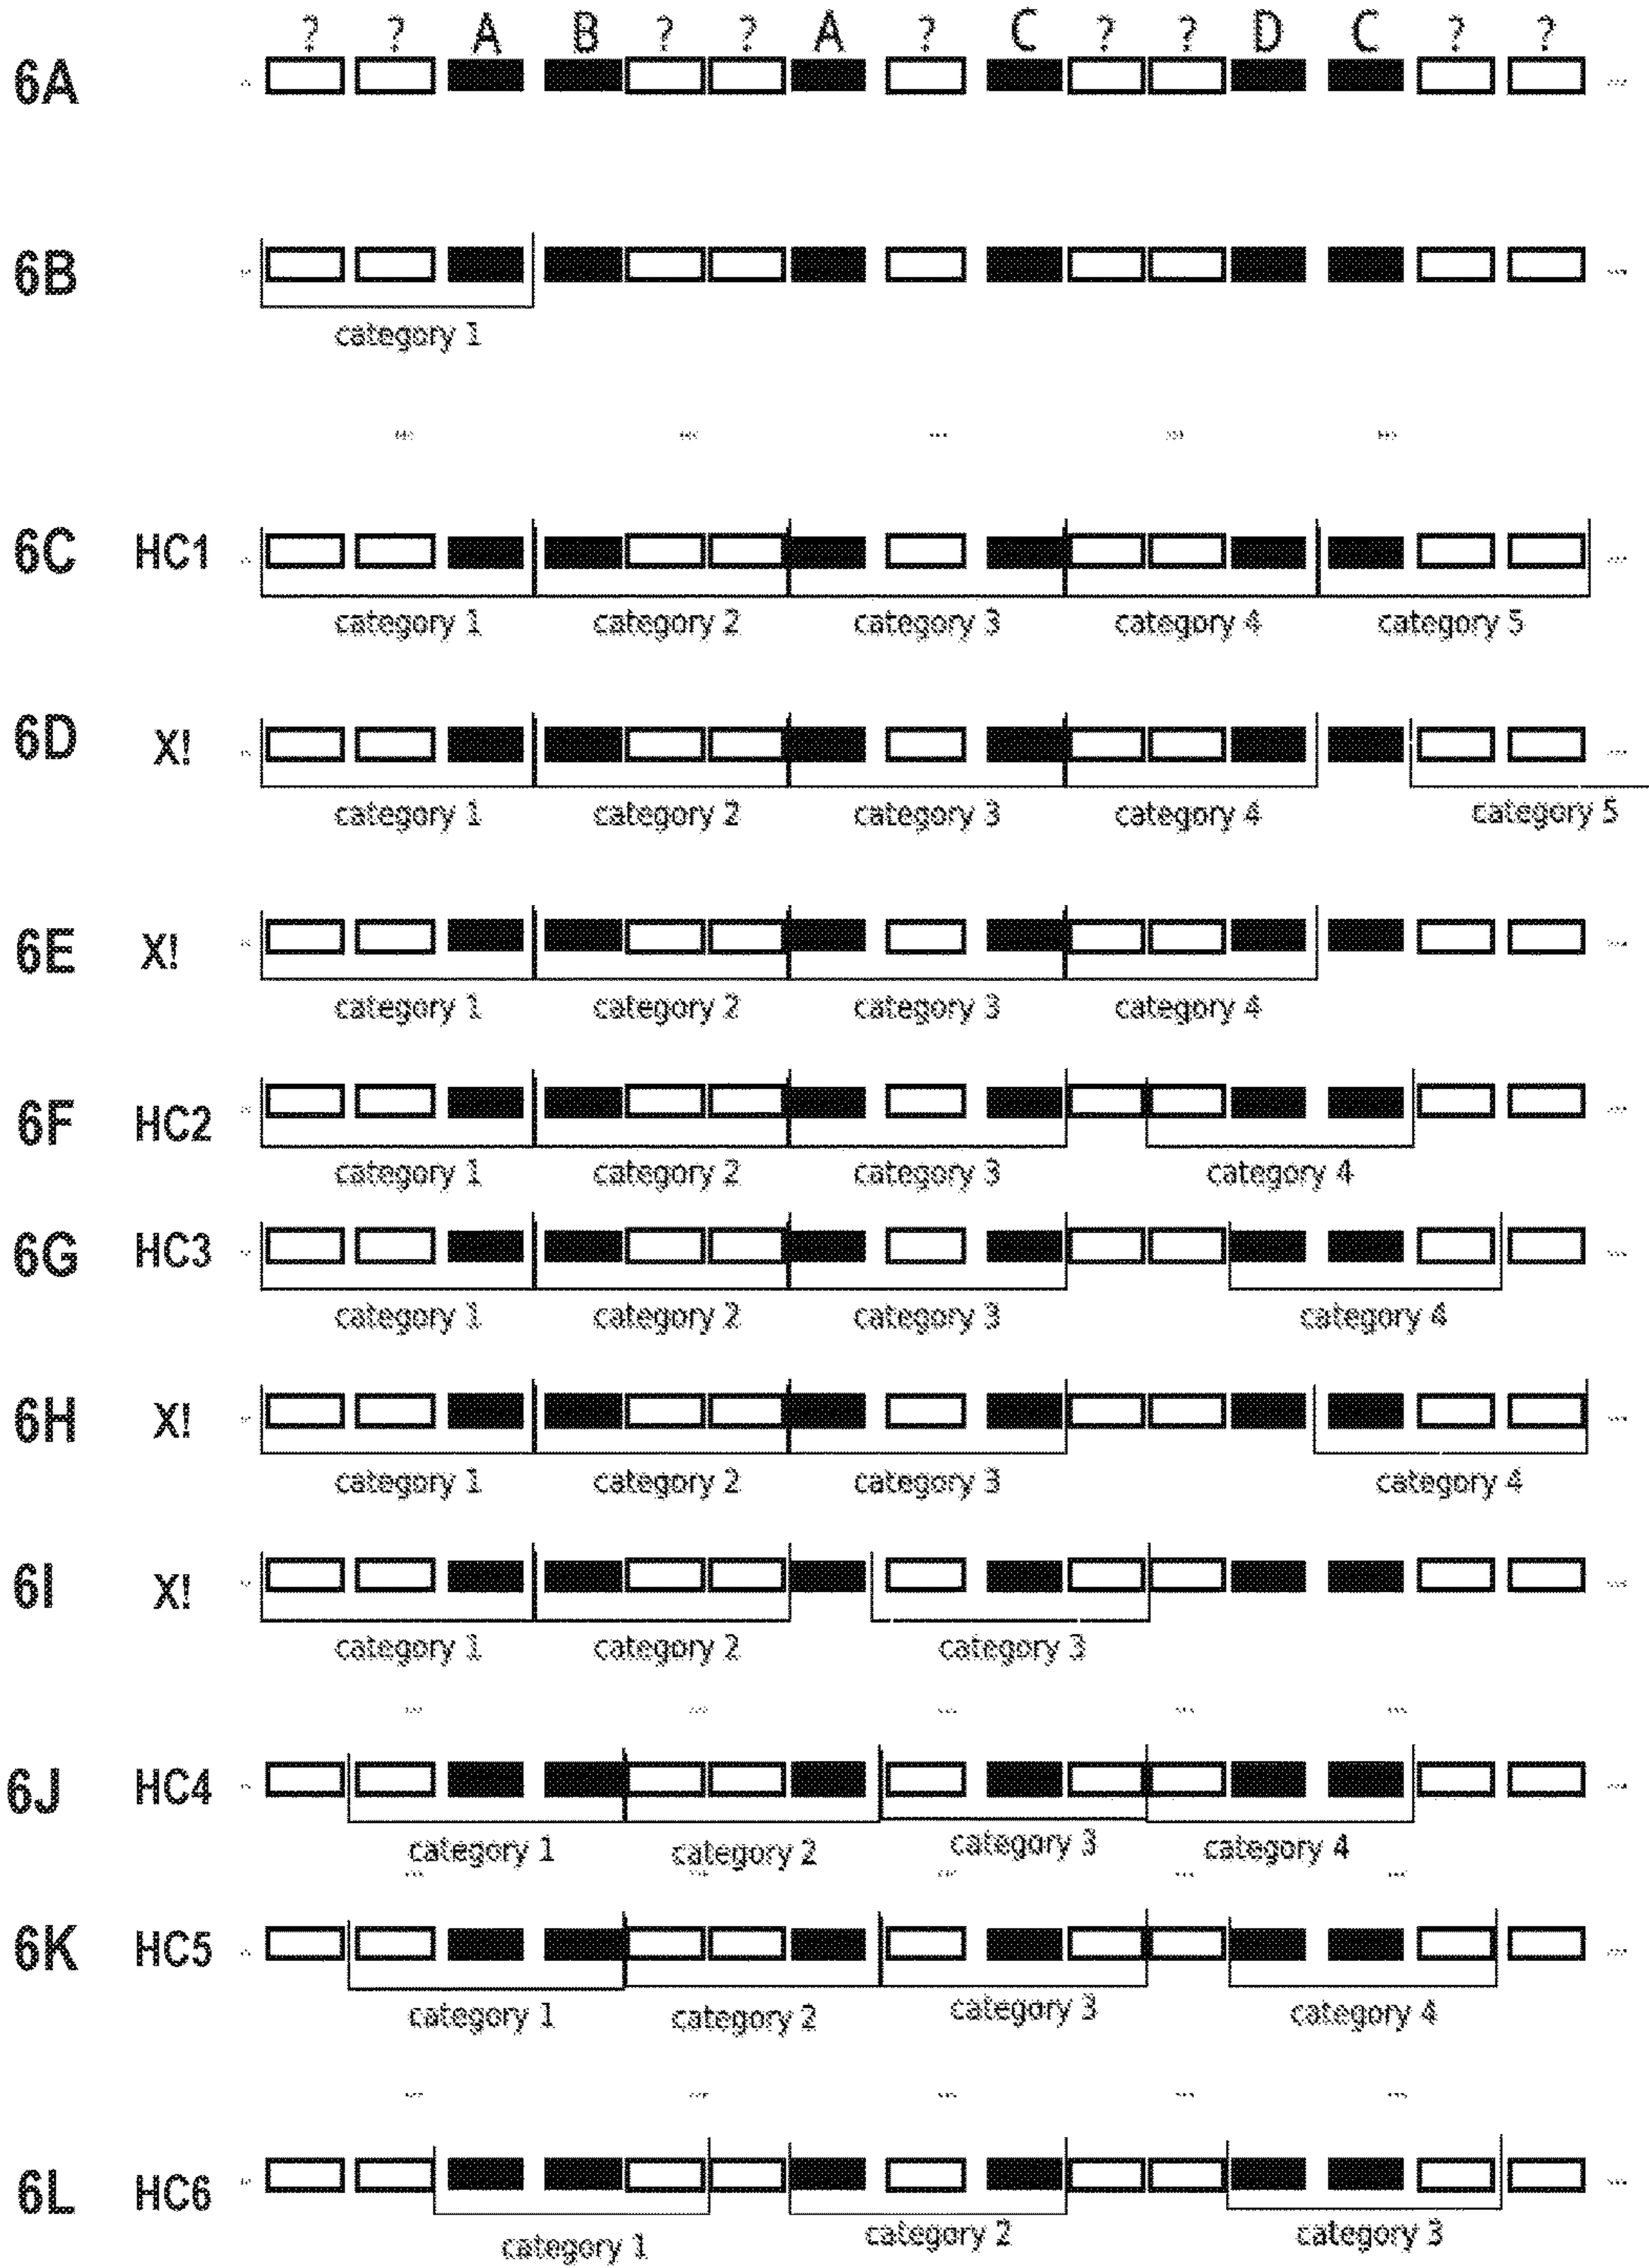 ? ? A B ? ? A ? C ? ? D C ? ?
6A
6B
category 1
6C HC1
category 1 category 2 category 3 category 4 category 5
6D X!
category 1 category 2 category 3 category 4 category 5
6E X!
category 1 category 2 category 3 category 4
6F HC2
category 1 category 2 category 3 category 4
6G HC3
category 1 category 2 category 3 category 4
6H X!
category 1 category 2 category 3 category 4
6I X!
category 1 category 2 category 3
6J HC4
category 1 category 2 category 3 category 4
6K HC5
category 1 category 2 category 3 category 4
6L HC6
category 1 category 2 category 3